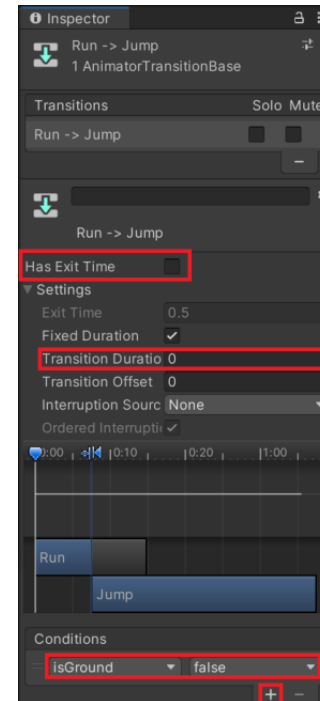 Inspector
Run -> Jump
1 AnimatorTransitionBase
Transitions Solo Mute
Run -> Jump
Run -> Jump
Has Exit Time
Settings
Exit Time 0.5
Fixed Duration
Transition Duratio 0
Transition Offset 0
Interruption Sourc None
Ordered Interrupti
0:00 0:10 0:20 1:00
Run
Jump
Conditions
isGround false
+ -